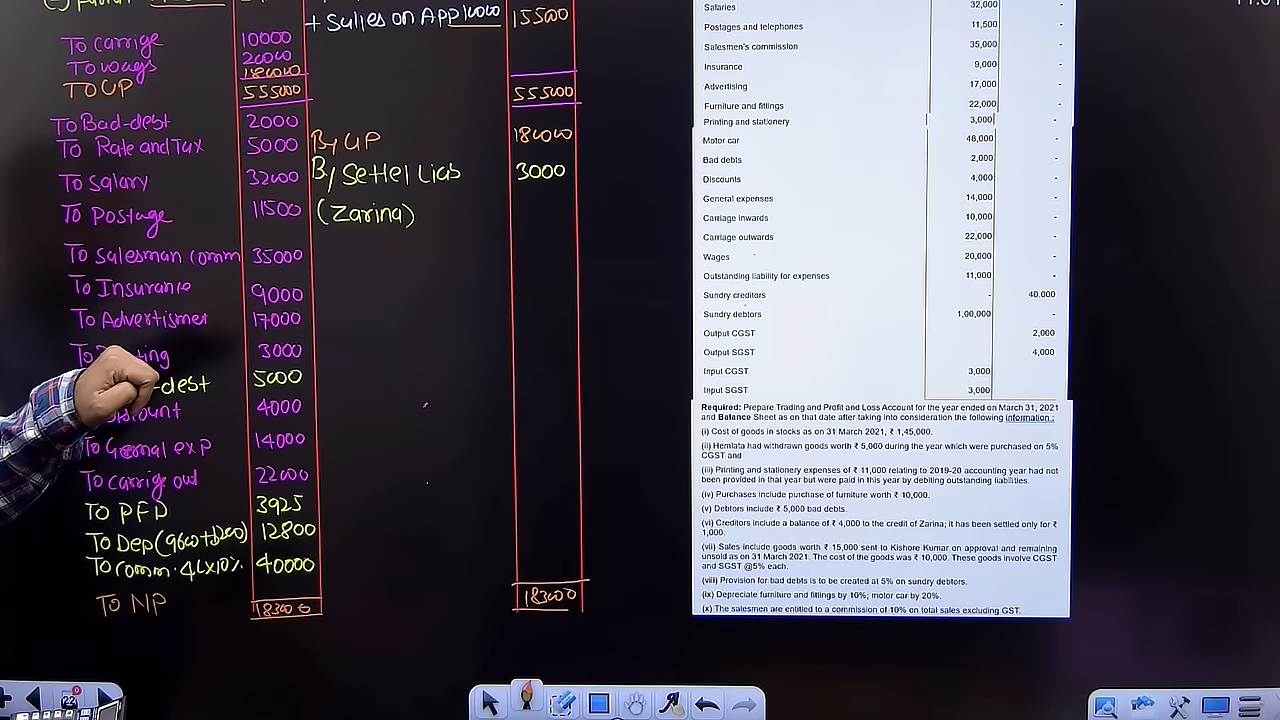 + Sulies on App 10000 15500
To carrige 10000
To wags 20000
180000
TO GP 555000 555000
To Bad-debt 2000
To Rate and Tax 5000 By GP 180000
To Salary 32000 By Settel Liab 3000
To Postage 11500 (Zarina)
To Salesman comm 35000
To Insurance 9000
To Advertismet 17000
3000
-dest 5000
4000
To General exp 14000
To carrige out 22000
To PFD 3925
To Dep (9600+3200) 12800
To comm. 4L×10% 40000
To NP
183000 183000
Salaries 32,000 -
Postages and telephones 11,500 -
Salesmen's commission 35,000 -
Insurance 9,000 -
Advertising 17,000 -
Furniture and fittings 22,000 -
Printing and stationery 3,000 -
Motor car 48,000 -
Bad debts 2,000 -
Discounts 4,000 -
General expenses 14,000 -
Carriage inwards 10,000 -
Carriage outwards 22,000 -
Wages 20,000 -
Outstanding liability for expenses 11,000 -
Sundry creditors - 40.000
Sundry debtors 1,00,000 -
Output CGST 2,000
Output SGST 4,000
Input CGST 3,000
Input SGST 3,000
Required: Prepare Trading and Profit and Loss Account for the year ended on March 31, 2021
and Balance Sheet as on that date after taking into consideration the following information :
(i) Cost of goods in stocks as on 31 March 2021, ₹ 1,45,000.
(ii) Hemlata had withdrawn goods worth ₹ 5,000 during the year which were purchased on 5%
CGST and
(iii) Printing and stationery expenses of ₹ 11,000 relating to 2019-20 accounting year had not
been provided in that year but were paid in this year by debiting outstanding liabilities.
(iv) Purchases include purchase of furniture worth ₹ 10,000.
(v) Debtors include ₹ 5,000 bad debts.
(vi) Creditors include a balance of ₹ 4,000 to the credit of Zarina; it has been settled only for ₹
1,000.
(vii) Sales include goods worth ₹ 15,000 sent to Kishore Kumar on approval and remaining
unsold as on 31 March 2021. The cost of the goods was ₹ 10,000. These goods involve CGST
and SGST @5% each.
(viii) Provision for bad debts is to be created at 5% on sundry debtors.
(ix) Depreciate furniture and fittings by 10%; motor car by 20%.
(x) The salesmen are entitled to a commission of 10% on total sales excluding GST.